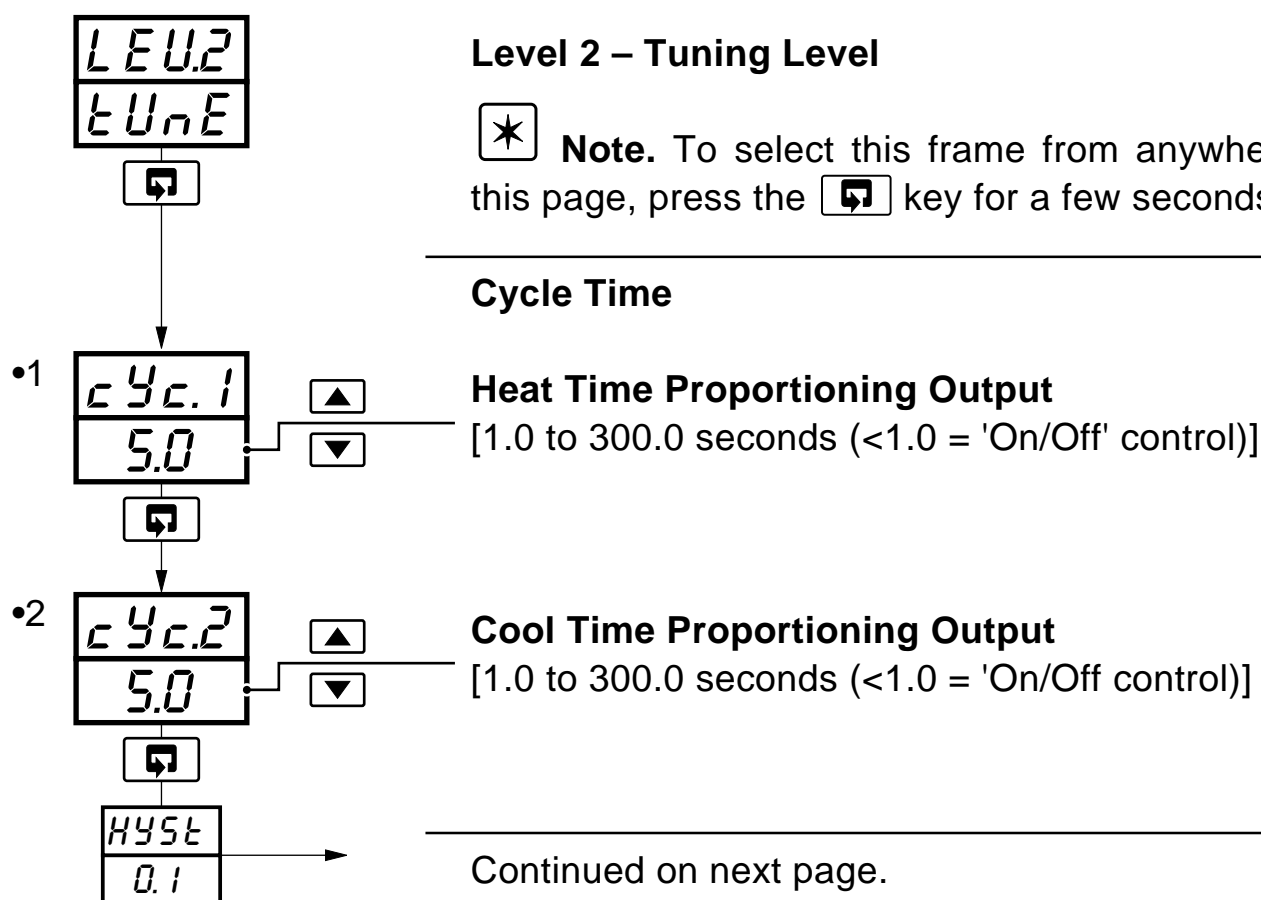 LEV.2
tUnE
Level 2 – Tuning Level
Note. To select this frame from
this page, press the key for a few
Cycle Time
•1
cYc.1
5.0
Heat Time Proportioning Output
[1.0 to 300.0 seconds (<1.0 = 'On/Off' control)]
•2
cYc.2
5.0
Cool Time Proportioning Output
[1.0 to 300.0 seconds (<1.0 = 'On/Off control)]
HYSt
0.1
Continued on next page.